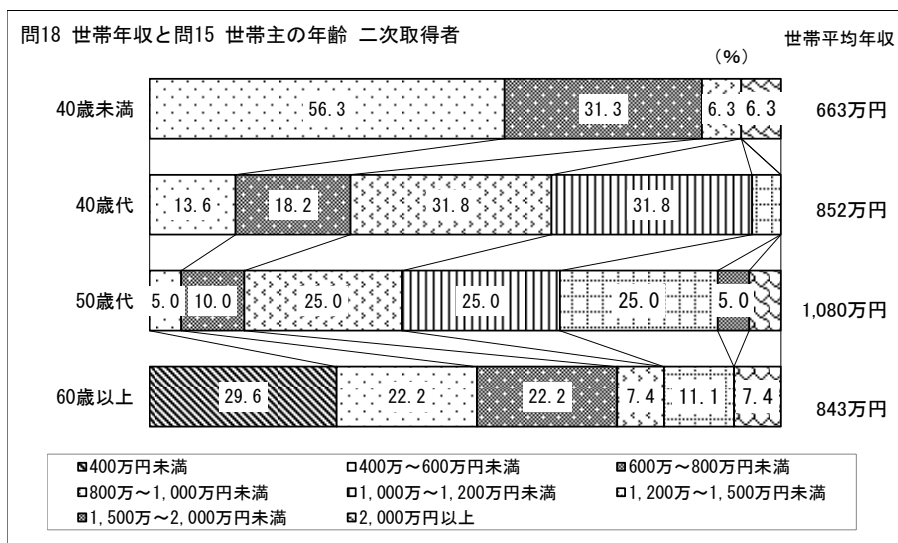 問18 世帯年収と問15 世帯主の年齢 二次取得者
世帯平均年収
(%)
40歳未満 56.3 31.3 6.3 6.3 663万円
40歳代 13.6 18.2 31.8 31.8 852万円
50歳代 5.0 10.0 25.0 25.0 25.0 5.0 1,080万円
60歳以上 29.6 22.2 22.2 7.4 11.1 7.4 843万円
400万円未満 400万～600万円未満 600万～800万円未満
800万～1,000万円未満 1,000万～1,200万円未満 1,200万～1,500万円未満
1,500万～2,000万円未満 2,000万円以上